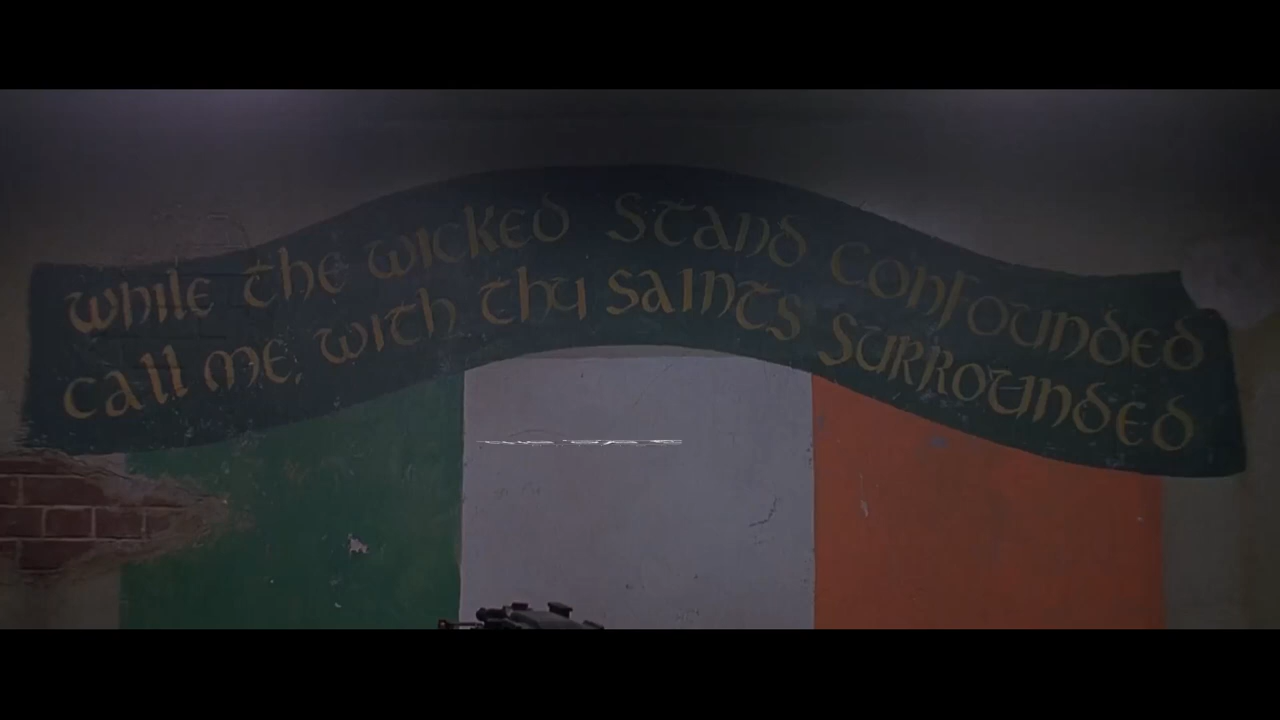 while the wicked stand confounded
call me, with thy saints surrounded